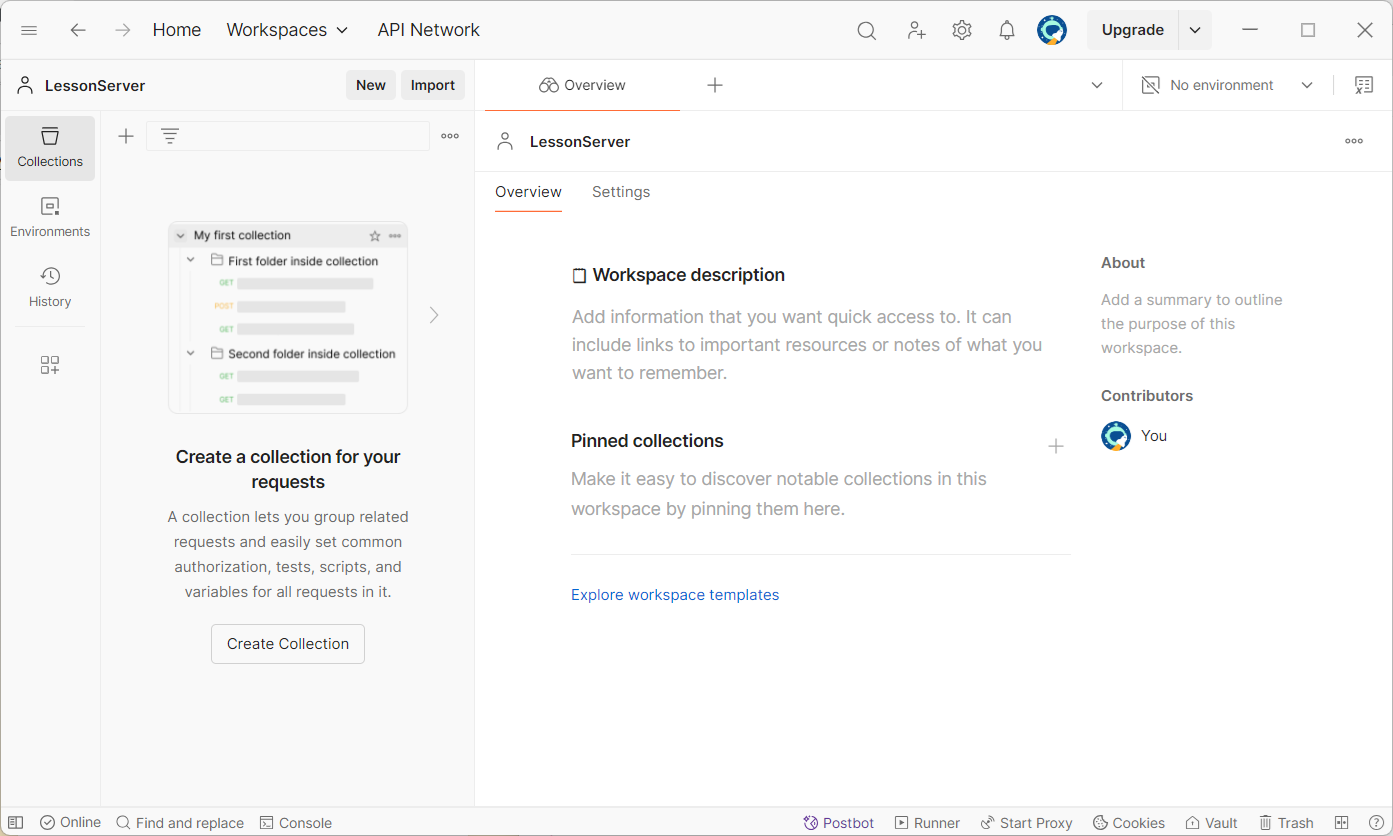 Home
Workspaces
API Network
Upgrade
LessonServer
New
Import
Overview
No environment
Collections
Environments
History
My first collection
First folder inside collection
GET
POST
GET
Second folder inside collection
GET
GET
Create a collection for your
requests
A collection lets you group related
requests and easily set common
authorization, tests, scripts, and
variables for all requests in it.
Create Collection
LessonServer
Overview
Settings
Workspace description
Add information that you want quick access to. It can
include links to important resources or notes of what you
want to remember.
Pinned collections
Make it easy to discover notable collections in this
workspace by pinning them here.
Explore workspace templates
About
Add a summary to outline
the purpose of this
workspace.
Contributors
You
Online
Find and replace
Console
Postbot
Runner
Start Proxy
Cookies
Vault
Trash